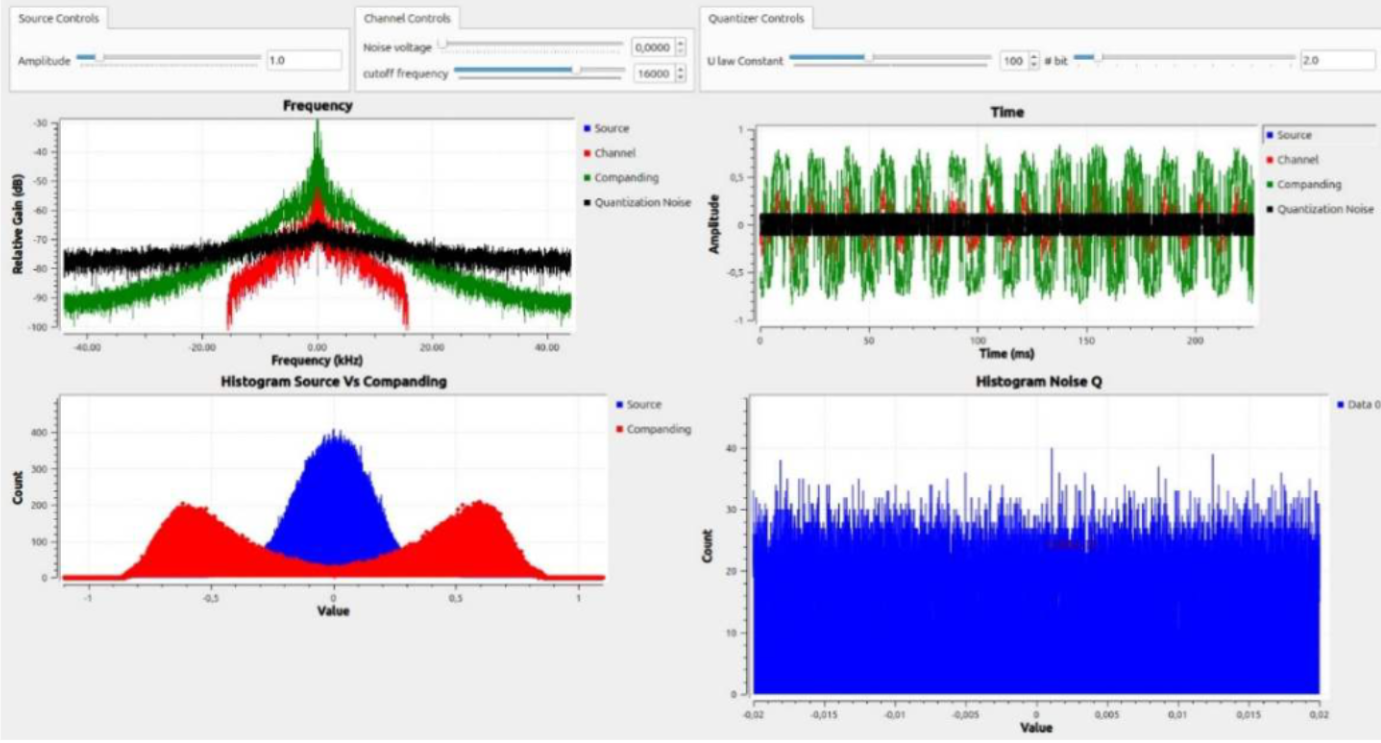 Source Controls
Amplitude 1.0
Channel Controls
Noise voltage 0,0000
cutoff frequency 16000
Quantizer Controls
U law Constant 100 # bit 2.0
Frequency
Relative Gain (dB)
-30
-40
-50
-60
-70
-80
-90
-100
-40.00 -20.00 0.00 20.00 40.00
Frequency (kHz)
Source
Channel
Companding
Quantization Noise
Time
Amplitude
1
0,5
0
-0,5
-1
0 50 100 150 200
Time (ms)
Source
Channel
Companding
Quantization Noise
Histogram Source Vs Companding
Count
400
300
200
100
0
-1 -0,5 0 0,5 1
Value
Source
Companding
Histogram Noise Q
Count
40
30
20
10
0
-0,02 -0,015 -0,01 -0,005 0 0,005 0,01 0,015 0,02
Value
Data 0